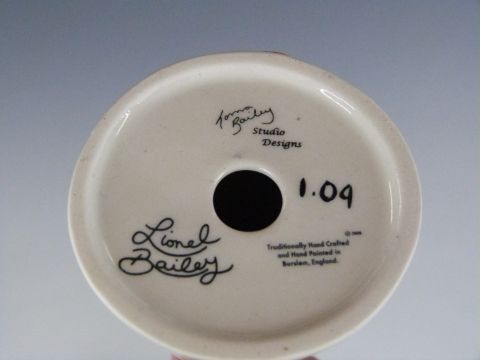 Lorna
Bailey
Studio
Designs
1.09
Lionel
Bailey
Traditionally Hand Crafted
and Hand Painted in
Burslem, England.